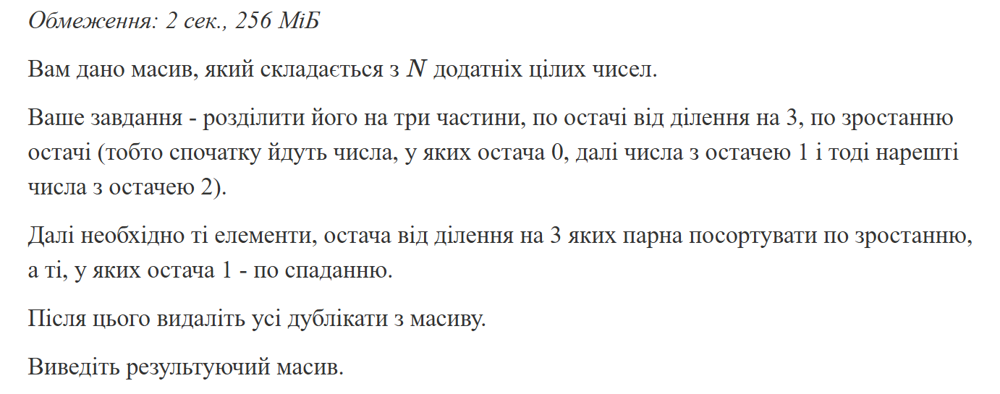 Обмеження: 2 сек., 256 МіБ
Вам дано масив, який складається з N додатніх цілих чисел.
Ваше завдання - розділити його на три частини, по остачі від ділення на 3, по зростанню
остачі (тобто спочатку йдуть числа, у яких остача 0, далі числа з остачею 1 і тоді нарешті
числа з остачею 2).
Далі необхідно ті елементи, остача від ділення на 3 яких парна посортувати по зростанню,
а ті, у яких остача 1 - по спаданню.
Після цього видаліть усі дублікати з масиву.
Виведіть результуючий масив.